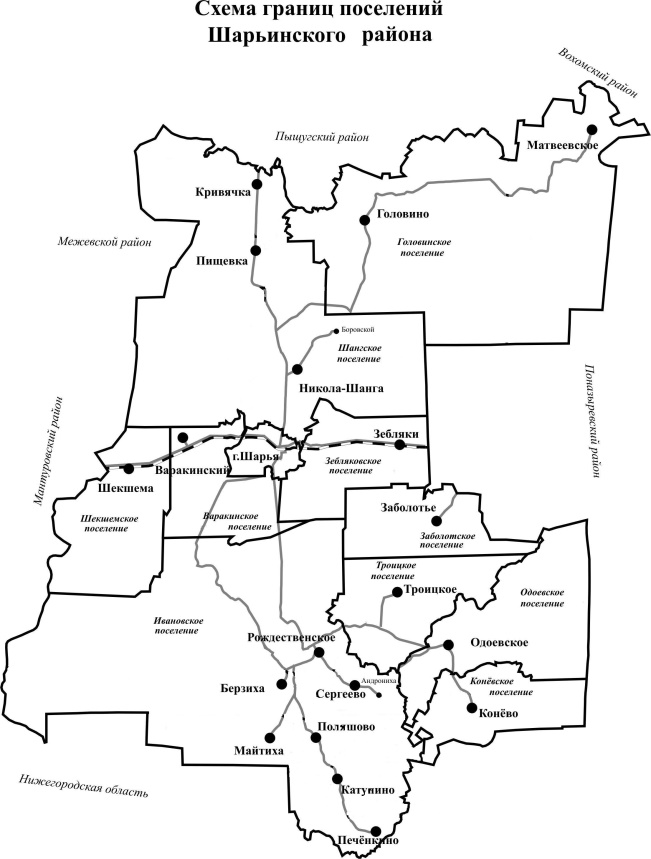 Схема границ поселений
Шарьинского района
Вохомский район
Пыщугский район
Матвеевское
Кривячка
Головино
Межевской район
Головинское
поселение
Пищевка
Боровской
Шангское
поселение
Никола-Шанга
Мантуровский район
Поназыревский район
Зебляки
г.Шарья
Варакинский
Зебляковское
поселение
Шекшема
Заболотье
Шекшемское
поселение
Варакинское
поселение
Заболотское
поселение
Троицкое
поселение
Троицкое
Одоевское
поселение
Ивановское
поселение
Рождественское
Одоевское
Андрониха
Конёвское
поселение
Берзиха
Сергеево
Конёво
Поляшово
Майтиха
Нижегородская область
Катунино
Печёнкино